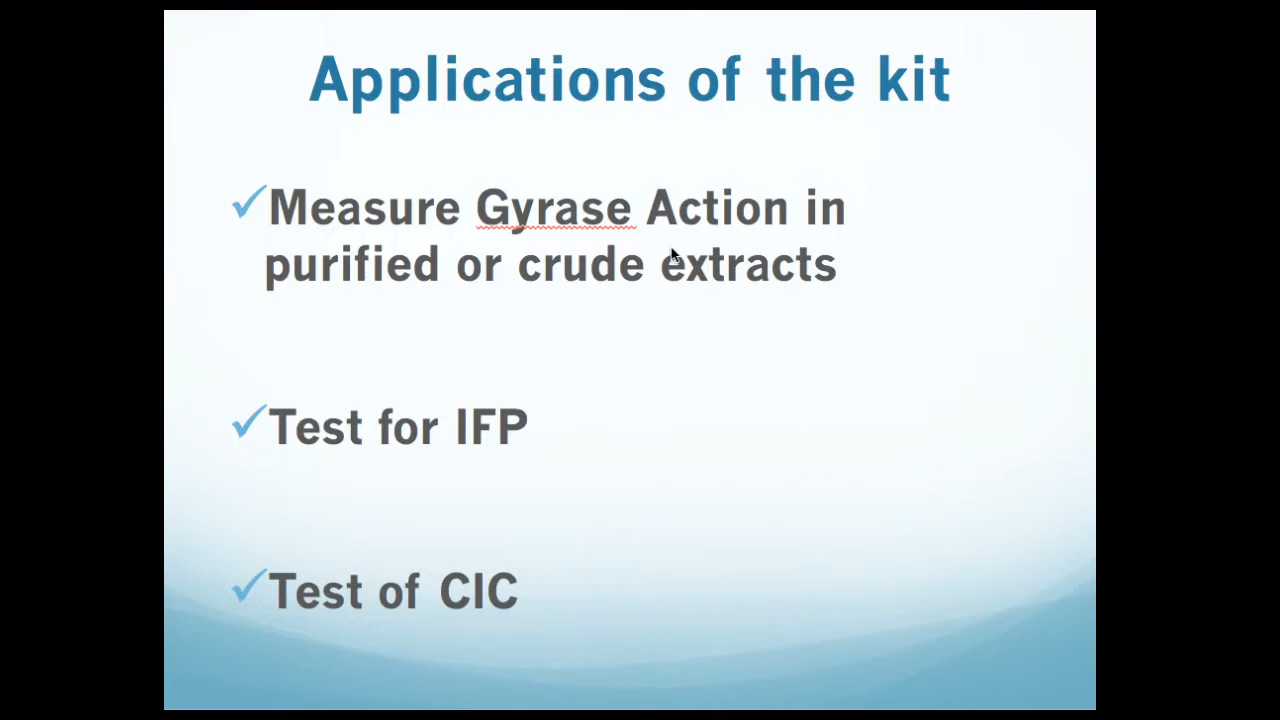 Applications of the kit
✓Measure Gyrase Action in
purified or crude extracts
✓Test for IFP
✓Test of CIC